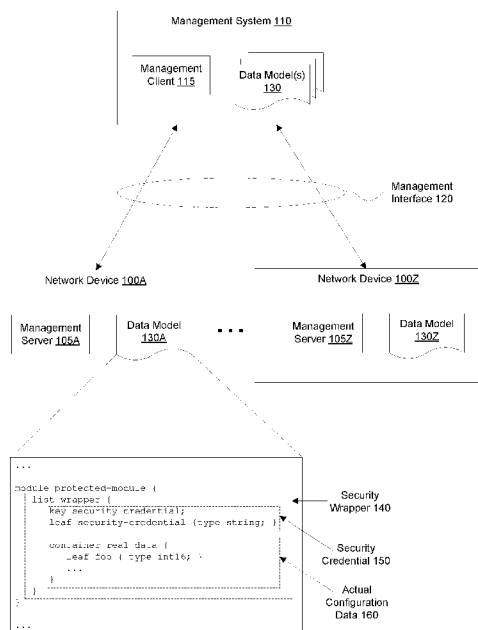 Management System 110
Management
Client 115
Data Model(s)
130
Management
Interface 120
Network Device 100A
Network Device 100Z
Management
Server 105A
Data Model
130A
Management
Server 105Z
Data Model
130Z
...
module protected-module {
list wrapper {
key security-credential;
leaf security-credential {type string; }
container real-data {
leaf foo { type int16; }
...
}
}
}
...
Security
Wrapper 140
Security
Credential 150
Actual
Configuration
Data 160